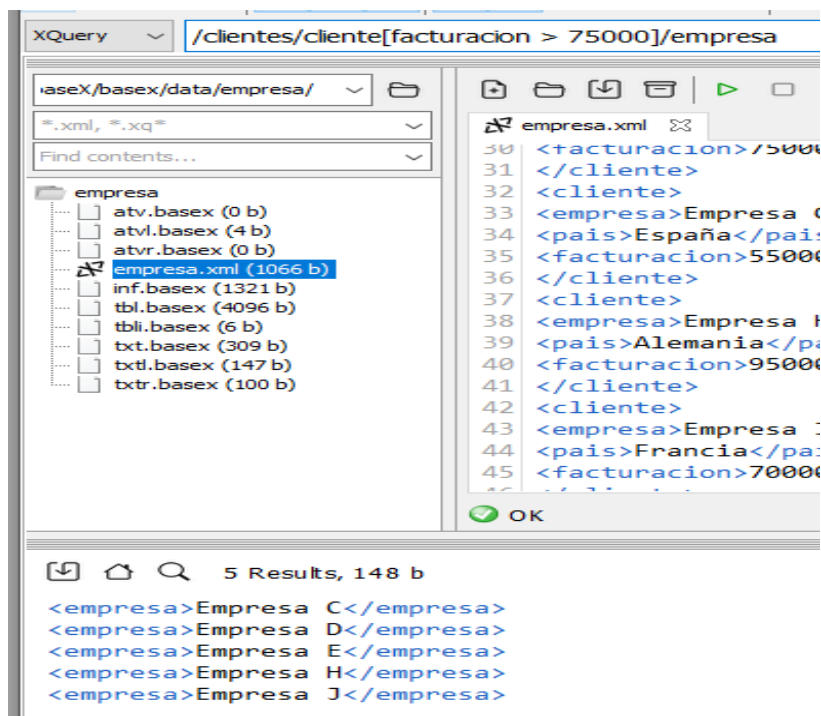 XQuery
/clientes/cliente[facturacion > 75000]/empresa
aseX/basex/data/empresa/
*.xml, *.xq*
Find contents...
empresa
atv.basex (0 b)
atvl.basex (4 b)
atvr.basex (0 b)
empresa.xml (1066 b)
inf.basex (1321 b)
tbl.basex (4096 b)
tbli.basex (6 b)
txt.basex (309 b)
txtl.basex (147 b)
txtr.basex (100 b)
empresa.xml
30 <facturacion>75000
31 </cliente>
32 <cliente>
33 <empresa>Empresa
34 <pais>España</pais
35 <facturacion>55000
36 </cliente>
37 <cliente>
38 <empresa>Empresa H
39 <pais>Alemania</pa
40 <facturacion>95000
41 </cliente>
42 <cliente>
43 <empresa>Empresa
44 <pais>Francia</pai
45 <facturacion>70000
OK
5 Results, 148 b
<empresa>Empresa C</empresa>
<empresa>Empresa D</empresa>
<empresa>Empresa E</empresa>
<empresa>Empresa H</empresa>
<empresa>Empresa J</empresa>